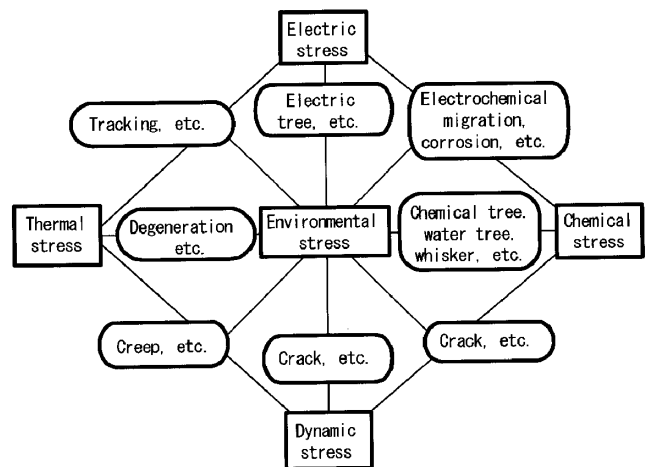 Electric
stress
Tracking, etc.
Electric
tree, etc.
Electrochemical
migration,
corrosion, etc.
Thermal
stress
Degeneration
etc.
Environmental
stress
Chemical tree.
water tree.
whisker, etc.
Chemical
stress
Creep, etc.
Crack, etc.
Crack, etc.
Dynamic
stress